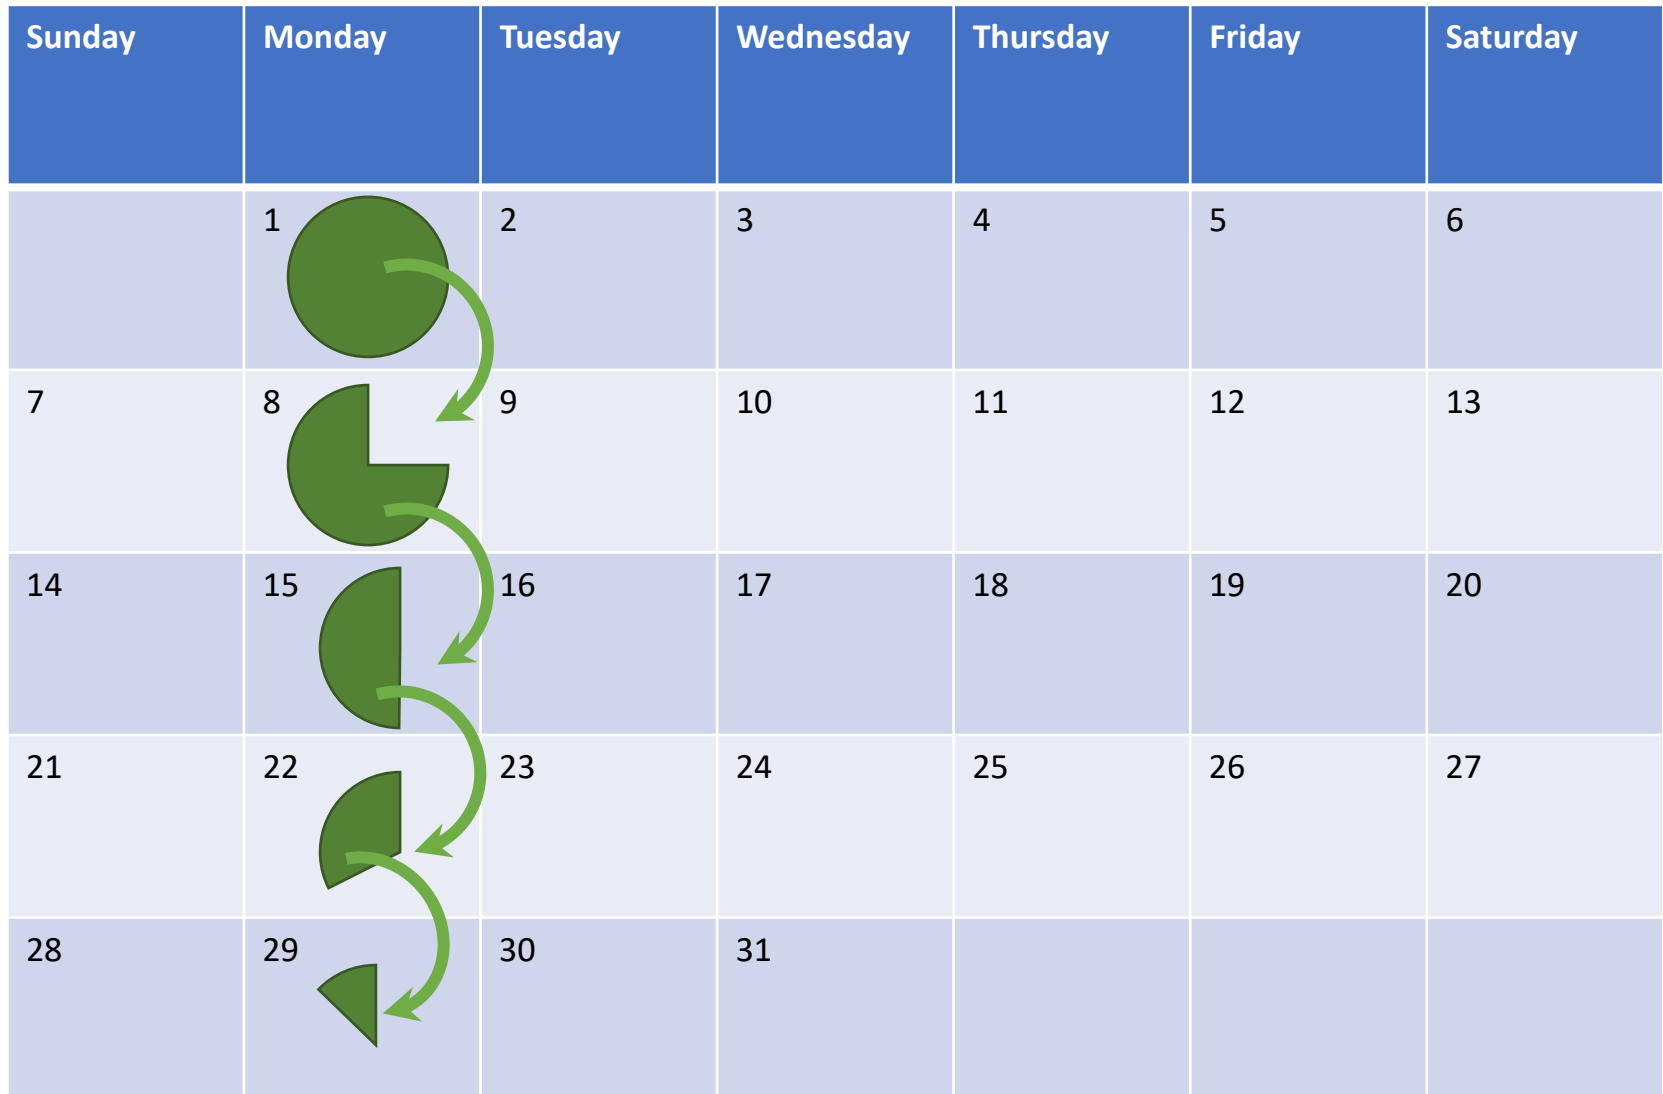 Sunday Monday Tuesday Wednesday Thursday Friday Saturday
1 2 3 4 5 6
7 8 9 10 11 12 13
14 15 16 17 18 19 20
21 22 23 24 25 26 27
28 29 30 31